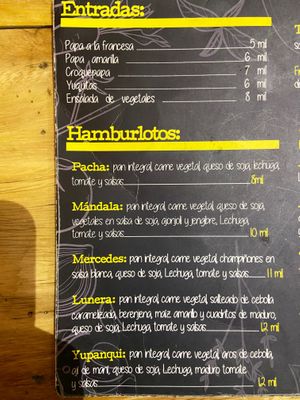 Entradas:
Papa a la francesa 5 mil
Papa amarilla 6 mil
Croquepapa 7 mil
Yuquitas 6 mil
Ensalada de vegetales 8 mil
Hamburlotos:
Pacha: pan integral carne vegetal, queso de soja, lechuga,
tomate y salsas 8mil
Mándala: pan integral carne vegetal, queso de soja,
vegetales en salsa de soja, ajonjolí y jengibre, Lechuga,
tomate y salsas 10 mil
Mercedes: pan integral carne vegetal, champiñones en
salsa blanca, queso de soja, Lechuga, tomate y salsas 11 mil
Lunera: pan integral carne vegetal, salteado de cebolla
caramelizada, berenjena, maíz amarillo y cuadritos de maduro,
queso de soja, Lechuga, tomate y salsas 12 mil
Yupanqui: pan integral carne vegetal, aros de cebolla,
ají de maní, queso de soja, Lechuga, maduro tomate
y salsas 12 mil